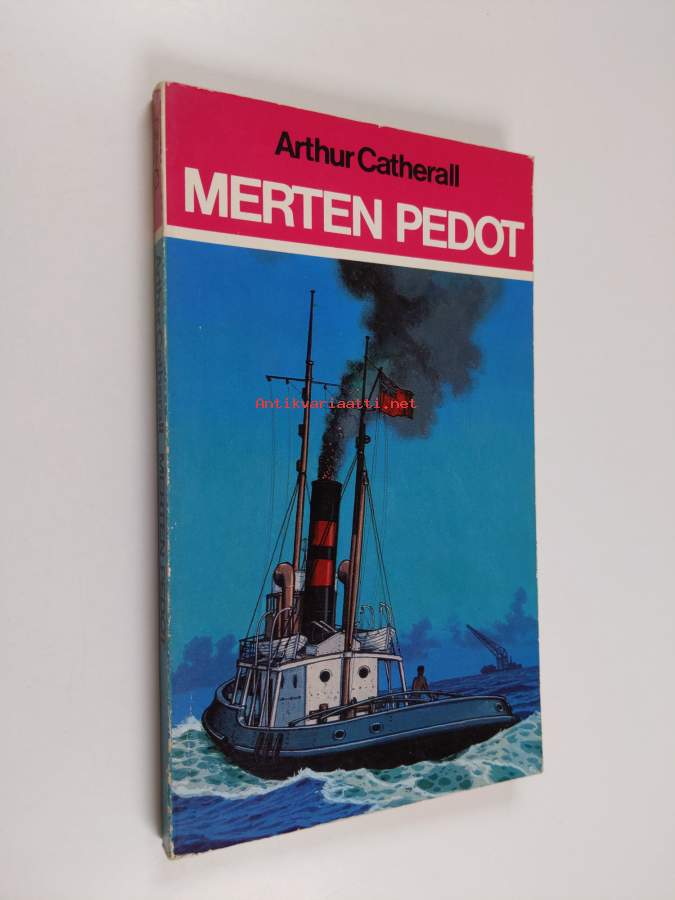 Arthur Catherall
MERTEN PEDOT
Antikvariaatti.net